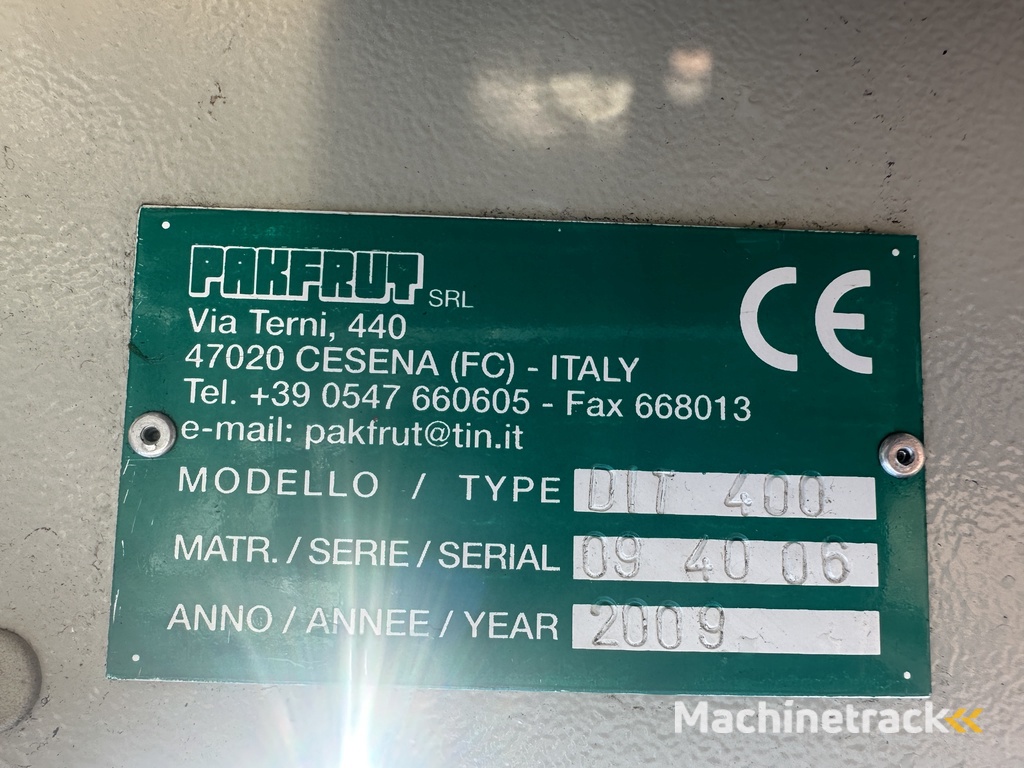 PAKFRUT SRL
CE
Via Terni, 440
47020 CESENA (FC) - ITALY
Tel. +39 0547 660605 - Fax 668013
e-mail: pakfrut@tin.it
MODELLO / TYPE DIT 400
MATR. / SERIE / SERIAL 09 40 06
ANNO / ANNEE / YEAR 2009
Machinetrack